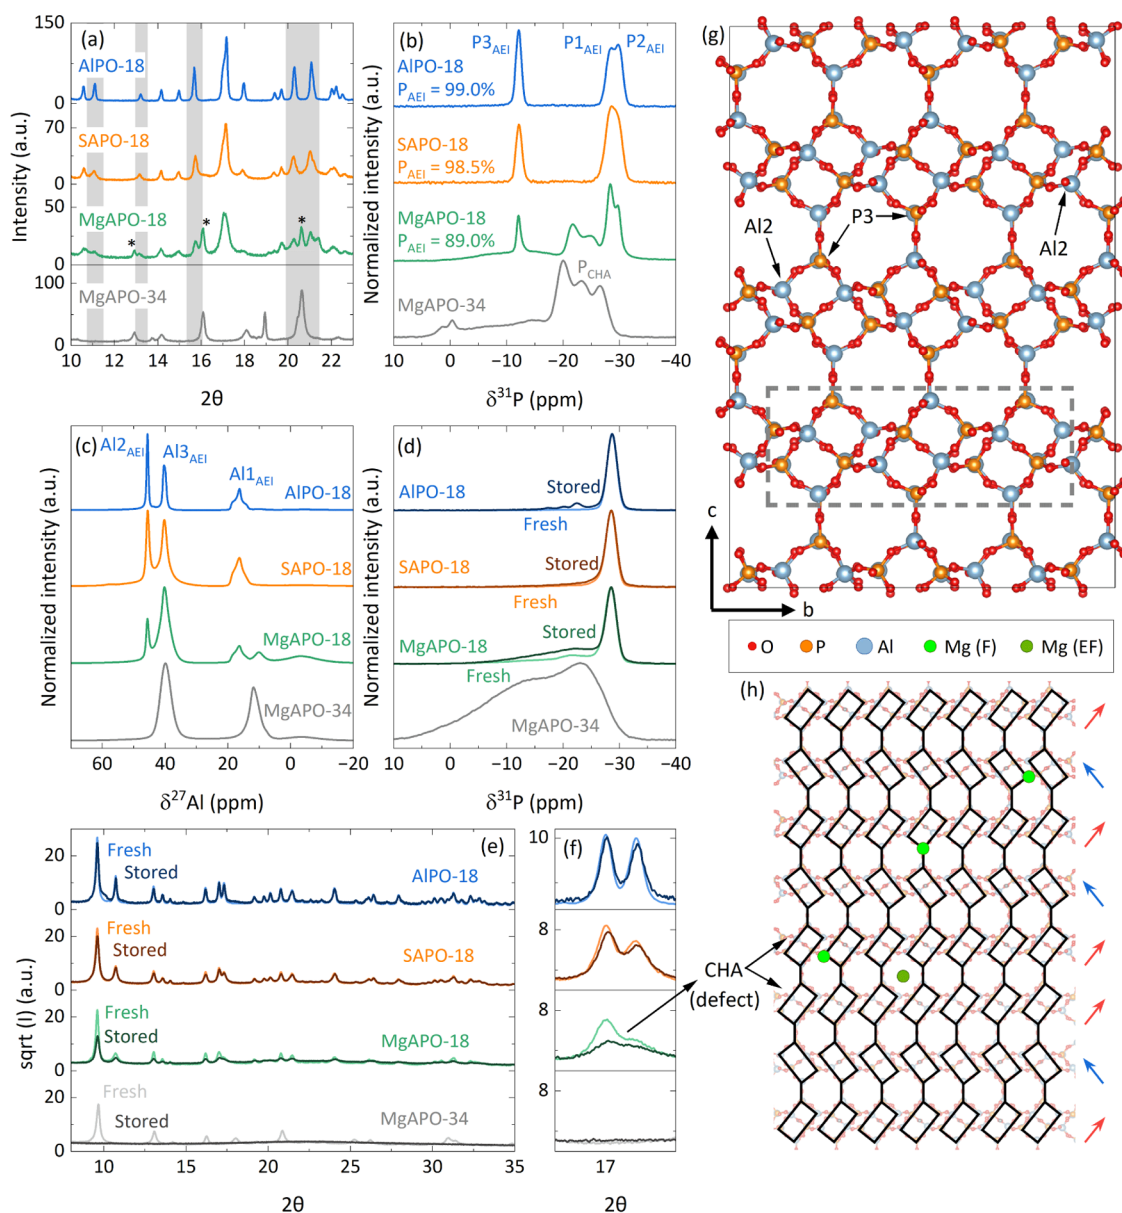 (a)
150
100
50
0
70
0
50
0
100
0
Intensity (a.u.)
AlPO-18
SAPO-18
MgAPO-18
*
*
*
MgAPO-34
10 12 14 16 18 20 22
2θ
(b)
Normalized intensity (a.u.)
P3AEI P1AEI P2AEI
AlPO-18
PAEI = 99.0%
SAPO-18
PAEI = 98.5%
MgAPO-18
PAEI = 89.0%
MgAPO-34
PCHA
10 0 −10 −20 −30 −40
δ31P (ppm)
(c)
Normalized intensity (a.u.)
Al2AEI Al3AEI
Al1AEI
AlPO-18
SAPO-18
MgAPO-18
MgAPO-34
60 40 20 0 −20
δ27Al (ppm)
(d)
Normalized intensity (a.u.)
AlPO-18
Stored
Fresh
SAPO-18
Stored
Fresh
MgAPO-18
Stored
Fresh
MgAPO-34
10 0 −10 −20 −30 −40
δ31P (ppm)
(e)
sqrt (I) (a.u.)
20
0
20
0
20
0
20
0
Fresh
Stored
AlPO-18
Fresh
Stored
SAPO-18
Fresh
Stored
MgAPO-18
Fresh
Stored
MgAPO-34
10 15 20 25 30 35
2θ
(f)
10
8
8
8
17
2θ
(g)
P3
Al2
Al2
c
b
O P Al Mg (F) Mg (EF)
(h)
CHA
(defect)